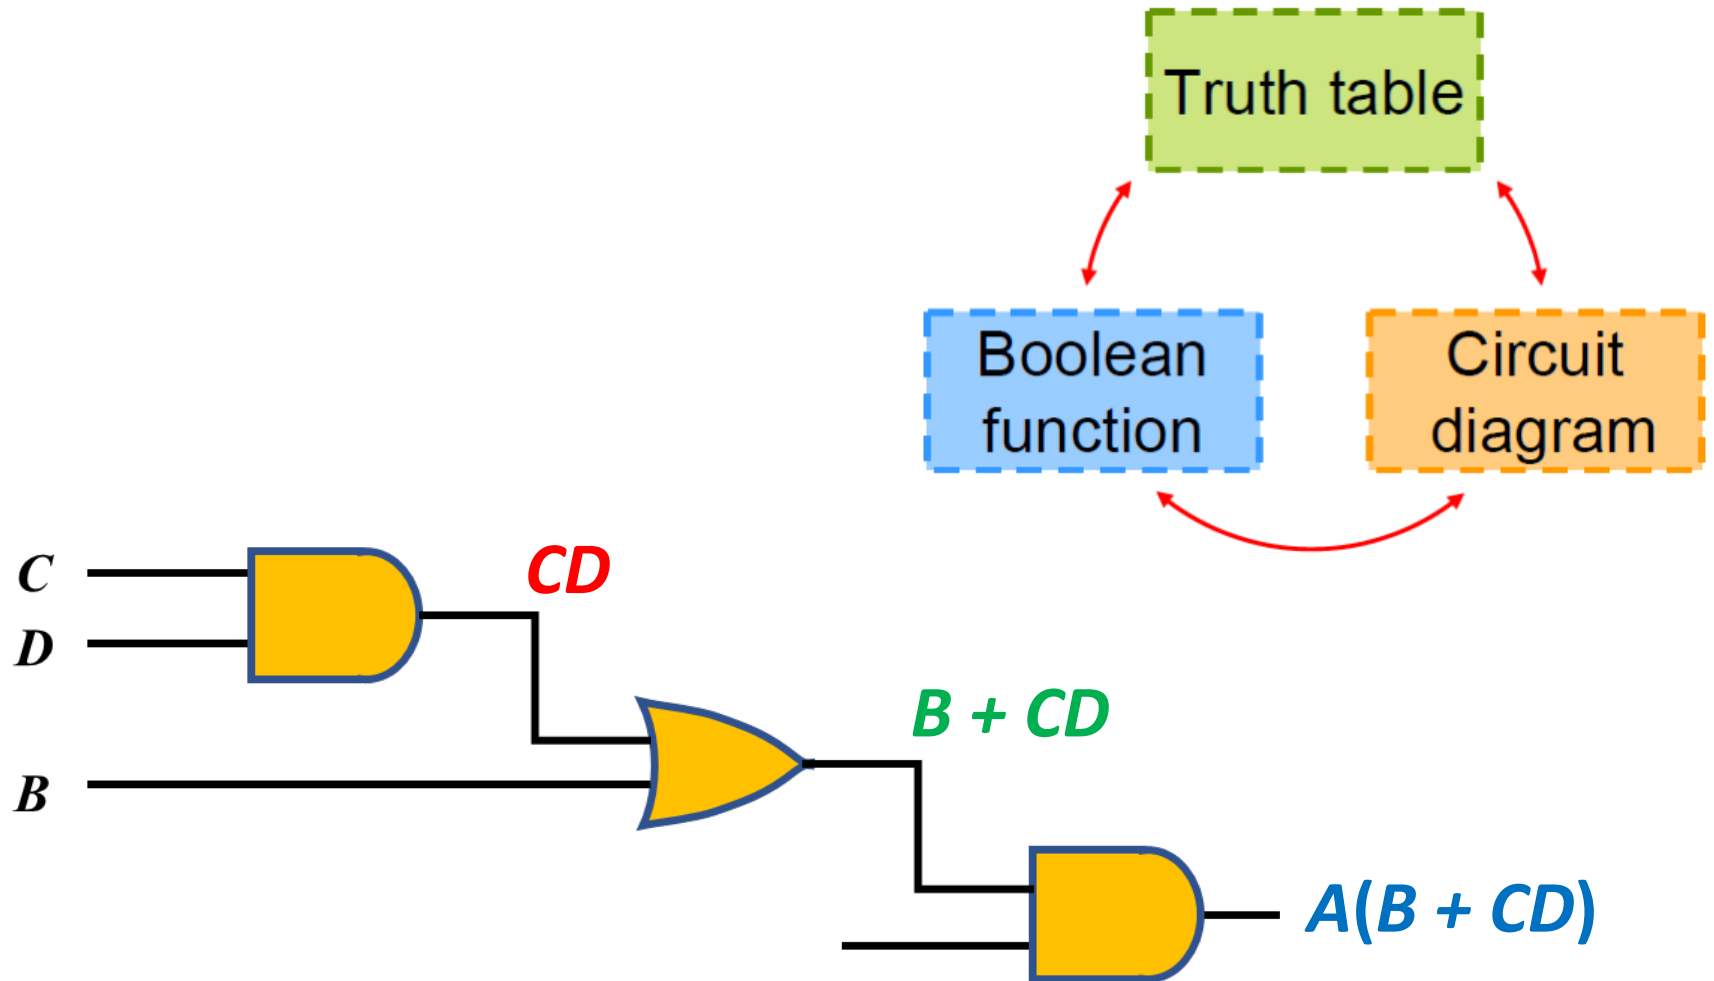 Truth table
Boolean
function
Circuit
diagram
C
CD
D
B + CD
B
A(B + CD)